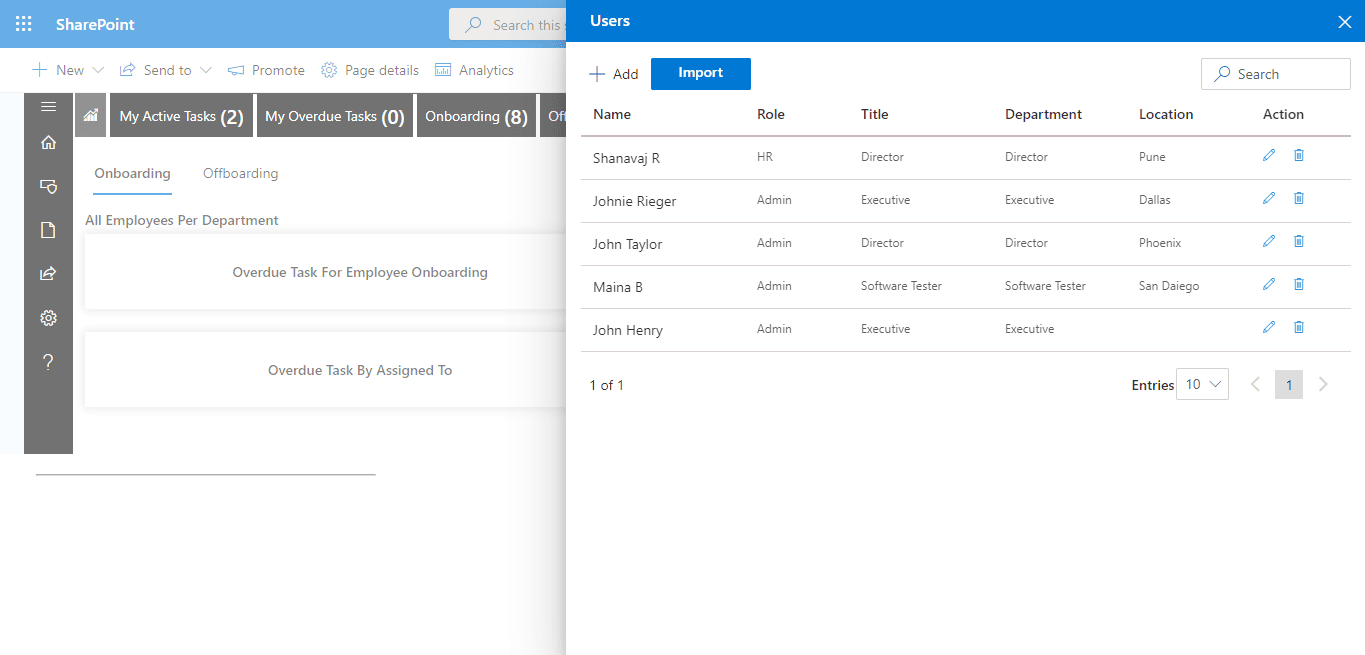 SharePoint
Search this s
New
Send to
Promote
Page details
Analytics
My Active Tasks (2)
My Overdue Tasks (0)
Onboarding (8)
Off
Onboarding
Offboarding
All Employees Per Department
Overdue Task For Employee Onboarding
Overdue Task By Assigned To
Users
Add
Import
Search
Name Role Title Department Location Action
Shanavaj R HR Director Director Pune
Johnie Rieger Admin Executive Executive Dallas
John Taylor Admin Director Director Phoenix
Maina B Admin Software Tester Software Tester San Daiego
John Henry Admin Executive Executive
1 of 1
Entries 10
1